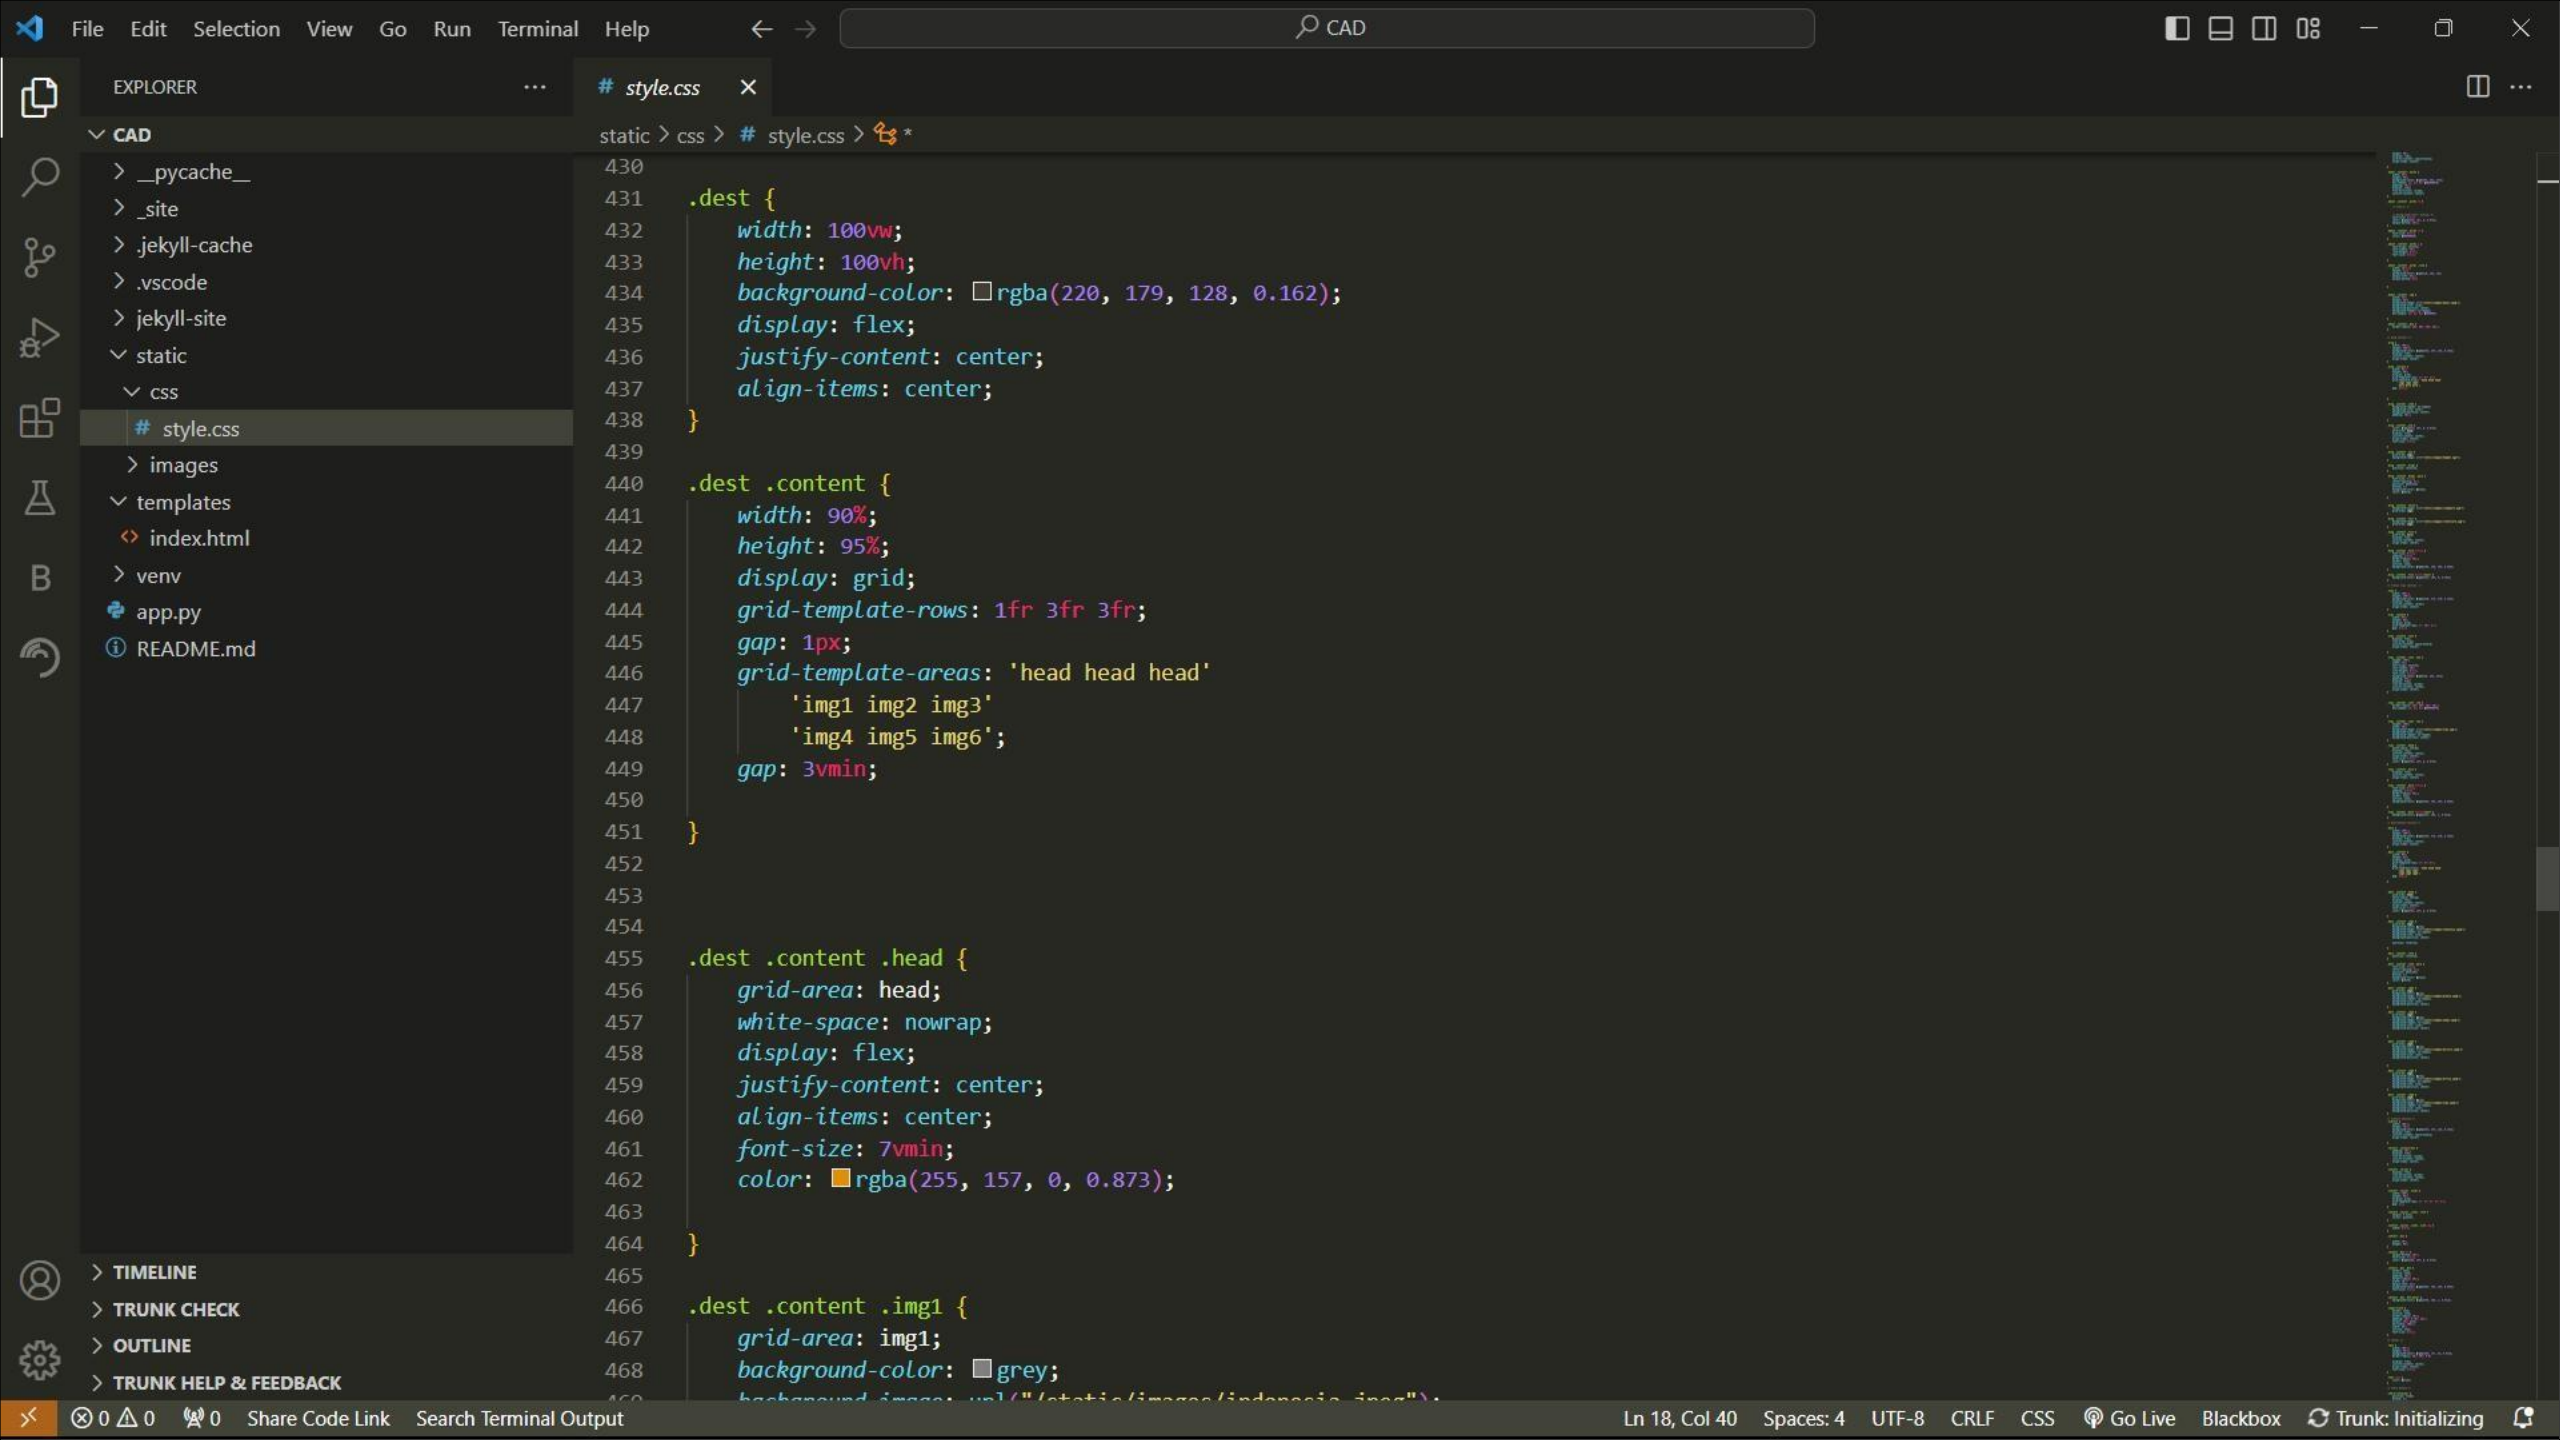 File Edit Selection View Go Run Terminal Help CAD
EXPLORER
CAD
__pycache__
_site
.jekyll-cache
.vscode
jekyll-site
static
css
# style.css
images
templates
index.html
venv
app.py
README.md
TIMELINE
TRUNK CHECK
OUTLINE
TRUNK HELP & FEEDBACK
# style.css
static > css > # style.css > *
430
431 .dest {
432 width: 100vw;
433 height: 100vh;
434 background-color: rgba(220, 179, 128, 0.162);
435 display: flex;
436 justify-content: center;
437 align-items: center;
438 }
439
440 .dest .content {
441 width: 90%;
442 height: 95%;
443 display: grid;
444 grid-template-rows: 1fr 3fr 3fr;
445 gap: 1px;
446 grid-template-areas: 'head head head'
447 'img1 img2 img3'
448 'img4 img5 img6';
449 gap: 3vmin;
450
451 }
452
453
454
455 .dest .content .head {
456 grid-area: head;
457 white-space: nowrap;
458 display: flex;
459 justify-content: center;
460 align-items: center;
461 font-size: 7vmin;
462 color: rgba(255, 157, 0, 0.873);
463
464 }
465
466 .dest .content .img1 {
467 grid-area: img1;
468 background-color: grey;
469 background-image: url("/static/images/indonesia.jpeg");
0 0 0 Share Code Link Search Terminal Output Ln 18, Col 40 Spaces: 4 UTF-8 CRLF CSS Go Live Blackbox Trunk: Initializing